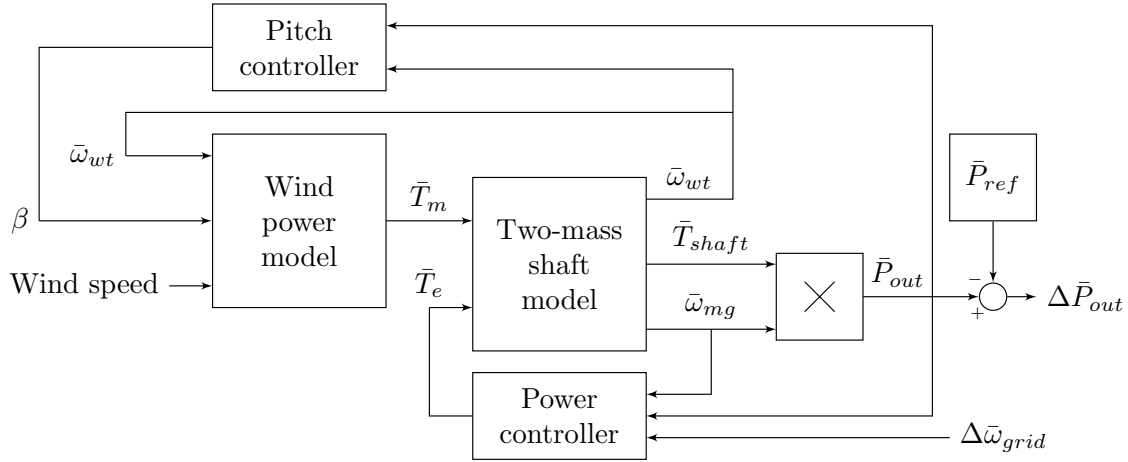 Pitch
controller
ω̄_wt
β
Wind speed
Wind
power
model
T̄_m
T̄_e
Two-mass
shaft
model
ω̄_wt
T̄_shaft
ω̄_mg
×
P̄_out
P̄_ref
−
+
ΔP̄_out
Power
controller
Δω̄_grid